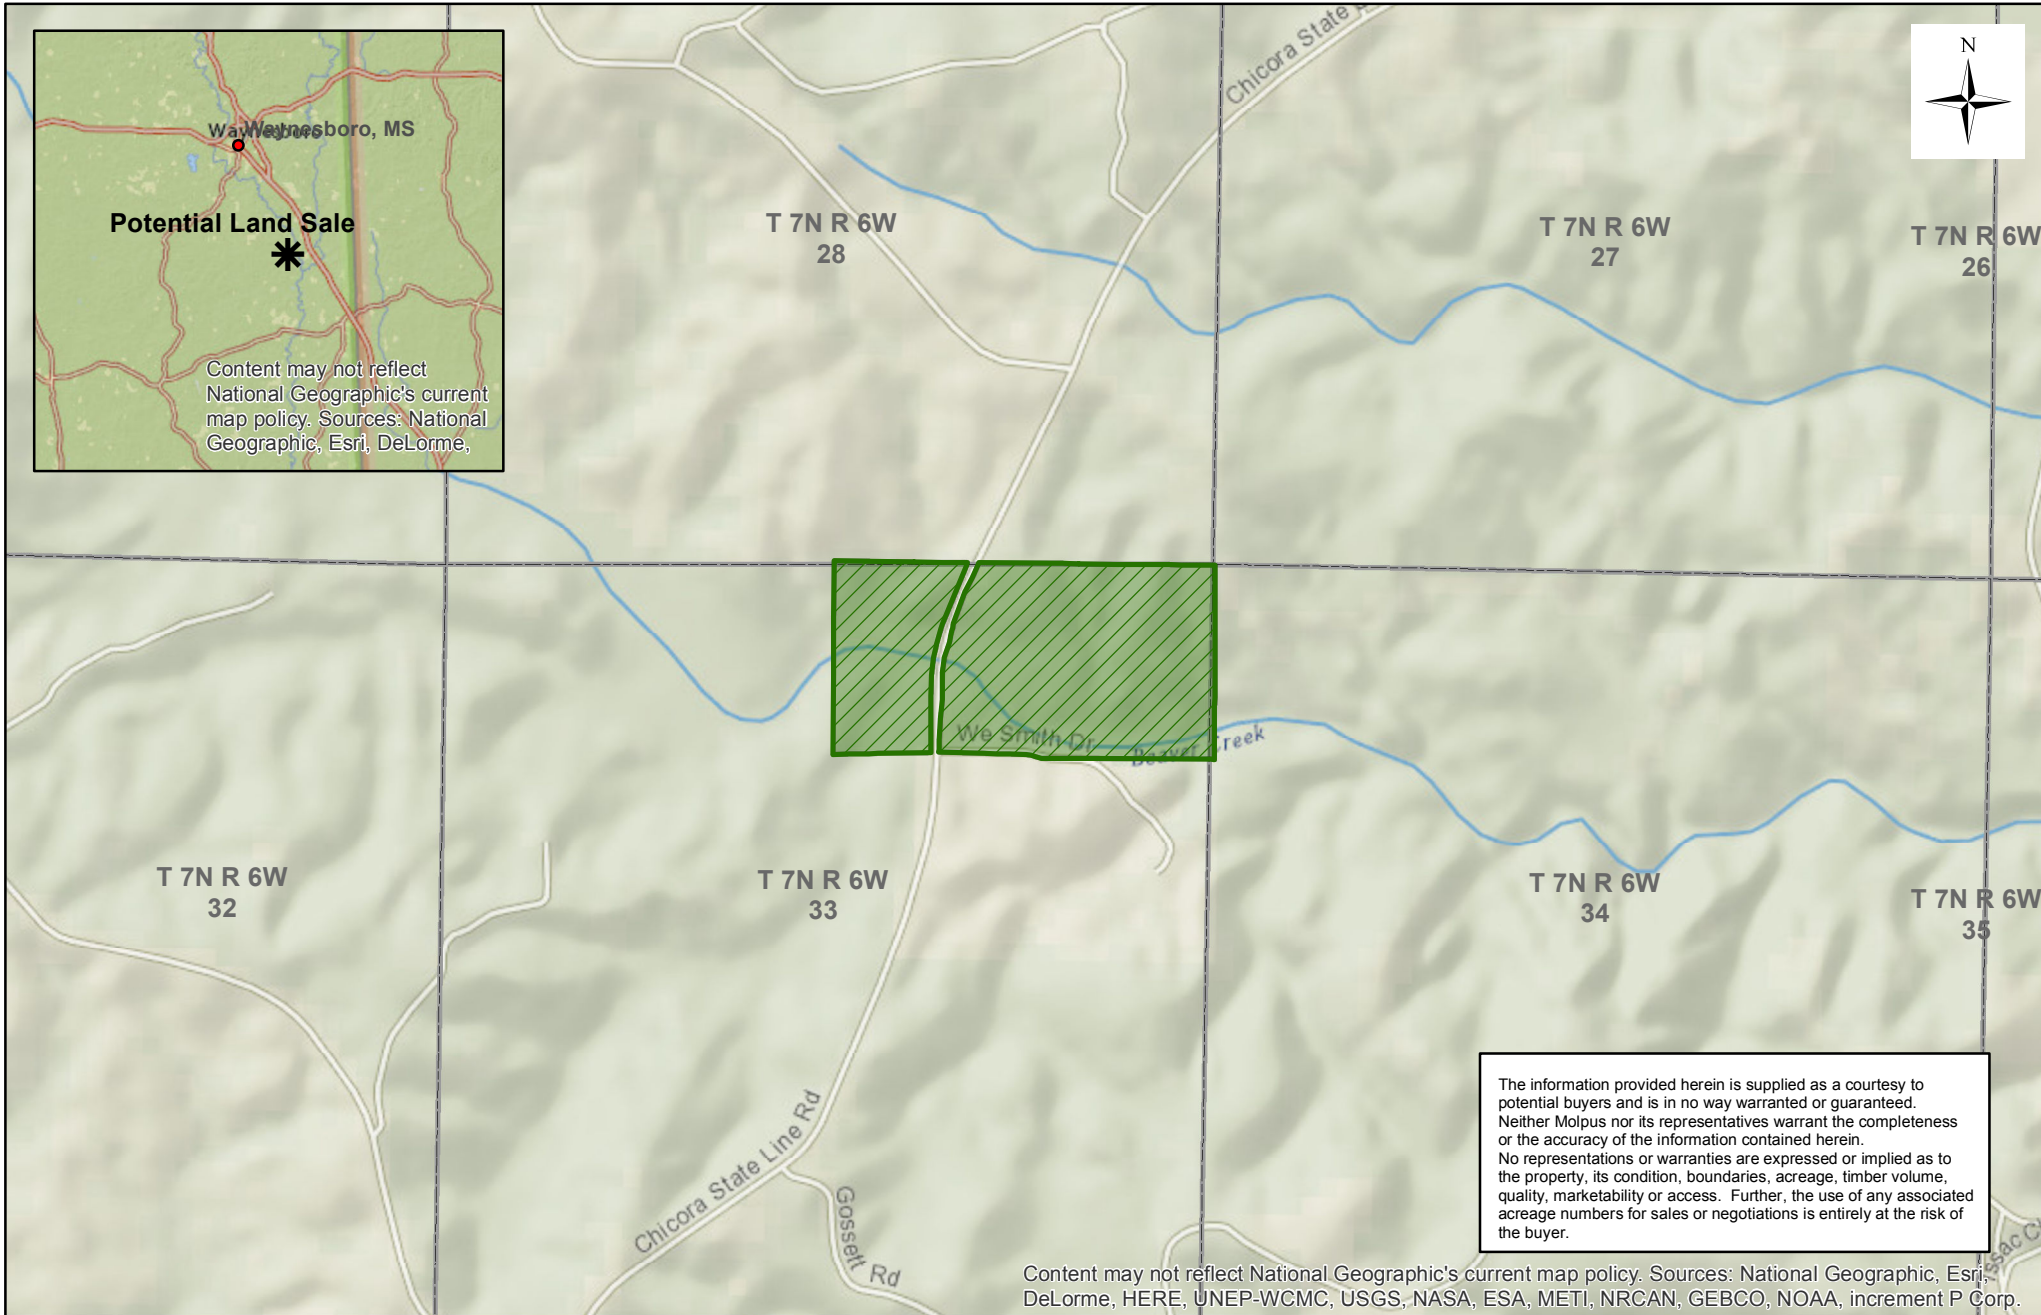 Waynesboro
Waynesboro, MS
Potential Land Sale
Content may not reflect
National Geographic's current
map policy. Sources: National
Geographic, Esri, DeLorme,
Chicora State
N
T 7N R 6W
28
T 7N R 6W
27
T 7N R 6W
26
We Smith Dr
Beaver Creek
T 7N R 6W
32
T 7N R 6W
33
T 7N R 6W
34
T 7N R 6W
35
Chicora State Line Rd
Gossett Rd
The information provided herein is supplied as a courtesy to
potential buyers and is in no way warranted or guaranteed.
Neither Molpus nor its representatives warrant the completeness
or the accuracy of the information contained herein.
No representations or warranties are expressed or implied as to
the property, its condition, boundaries, acreage, timber volume,
quality, marketability or access. Further, the use of any associated
acreage numbers for sales or negotiations is entirely at the risk of
the buyer.
Content may not reflect National Geographic's current map policy. Sources: National Geographic, Esri,
DeLorme, HERE, UNEP-WCMC, USGS, NASA, ESA, METI, NRCAN, GEBCO, NOAA, increment P Corp.